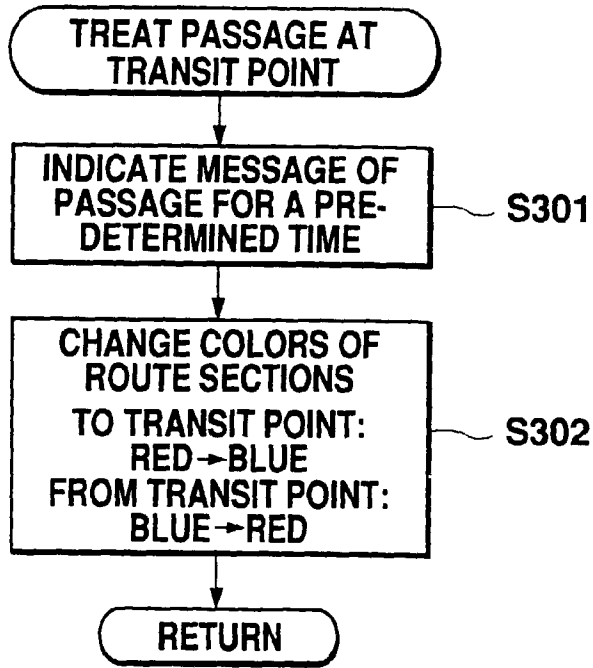 TREAT PASSAGE AT
TRANSIT POINT
INDICATE MESSAGE OF
PASSAGE FOR A PRE-
DETERMINED TIME
S301
CHANGE COLORS OF
ROUTE SECTIONS
TO TRANSIT POINT:
RED→BLUE
S302
FROM TRANSIT POINT:
BLUE→RED
RETURN